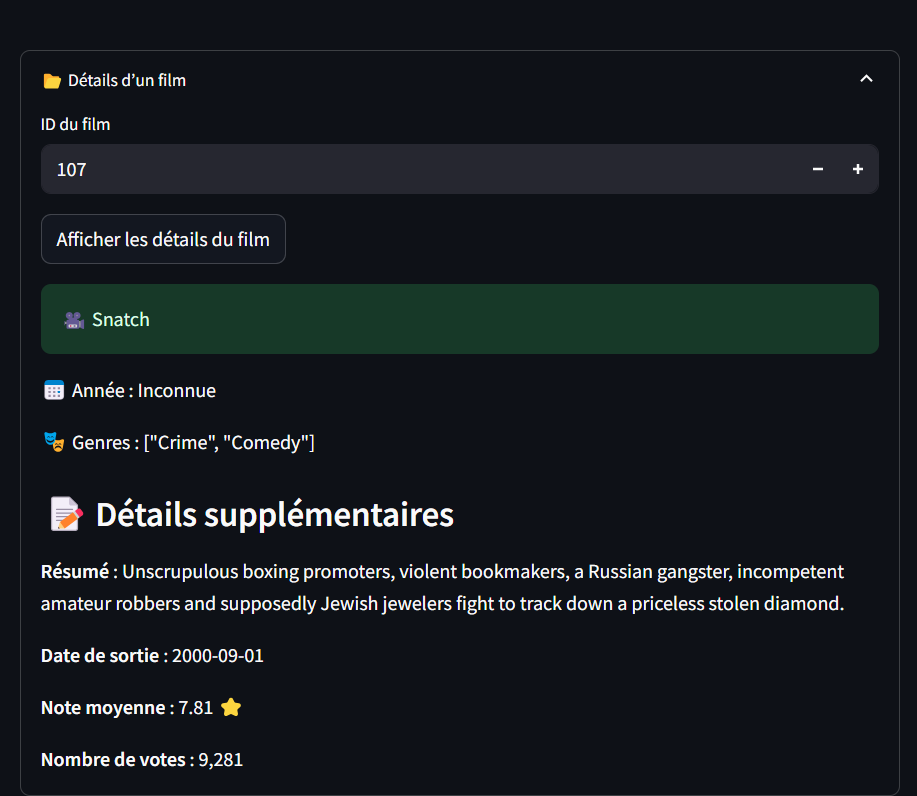 📂 Détails d’un film
ID du film
107
− +
Afficher les détails du film
🎥 Snatch
📅 Année : Inconnue
🎭 Genres : ["Crime", "Comedy"]
📝 Détails supplémentaires
Résumé : Unscrupulous boxing promoters, violent bookmakers, a Russian gangster, incompetent
amateur robbers and supposedly Jewish jewelers fight to track down a priceless stolen diamond.
Date de sortie : 2000-09-01
Note moyenne : 7.81 ⭐
Nombre de votes : 9,281